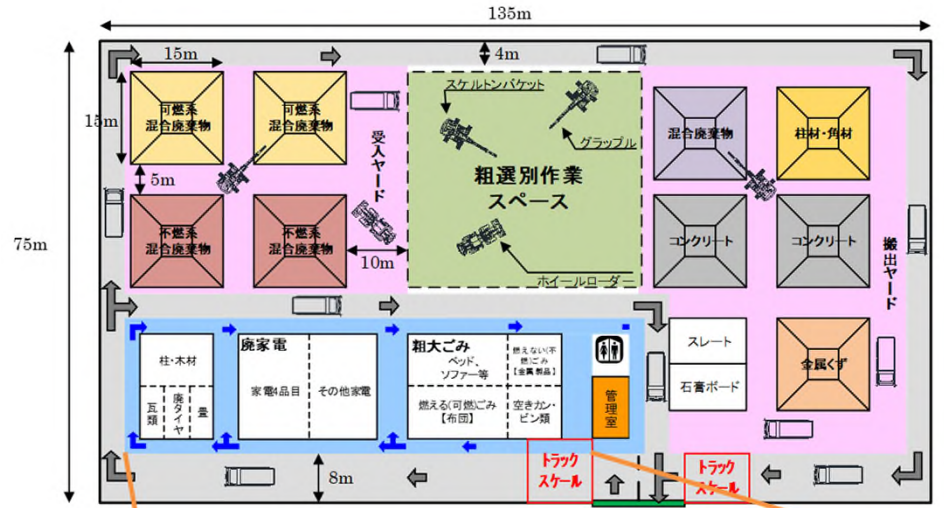 135m
15m
4m
15m
5m
75m
可燃系
混合廃棄物
可燃系
混合廃棄物
受入ヤード
不燃系
混合廃棄物
不燃系
混合廃棄物
10m
スケルトンバケット
グラップル
粗選別作業
スペース
ホイールローダー
混合廃棄物
柱材・角材
コンクリート
コンクリート
搬出ヤード
スレート
石膏ボード
金属くず
柱・木材
瓦類
廃タイヤ
畳
廃家電
家電4品目
その他家電
粗大ごみ
ベッド、
ソファー等
燃えない(不
燃)ごみ
【金属製品】
燃える(可燃)ごみ
【布団】
空きカン・
ビン類
管理室
8m
トラック
スケール
トラック
スケール